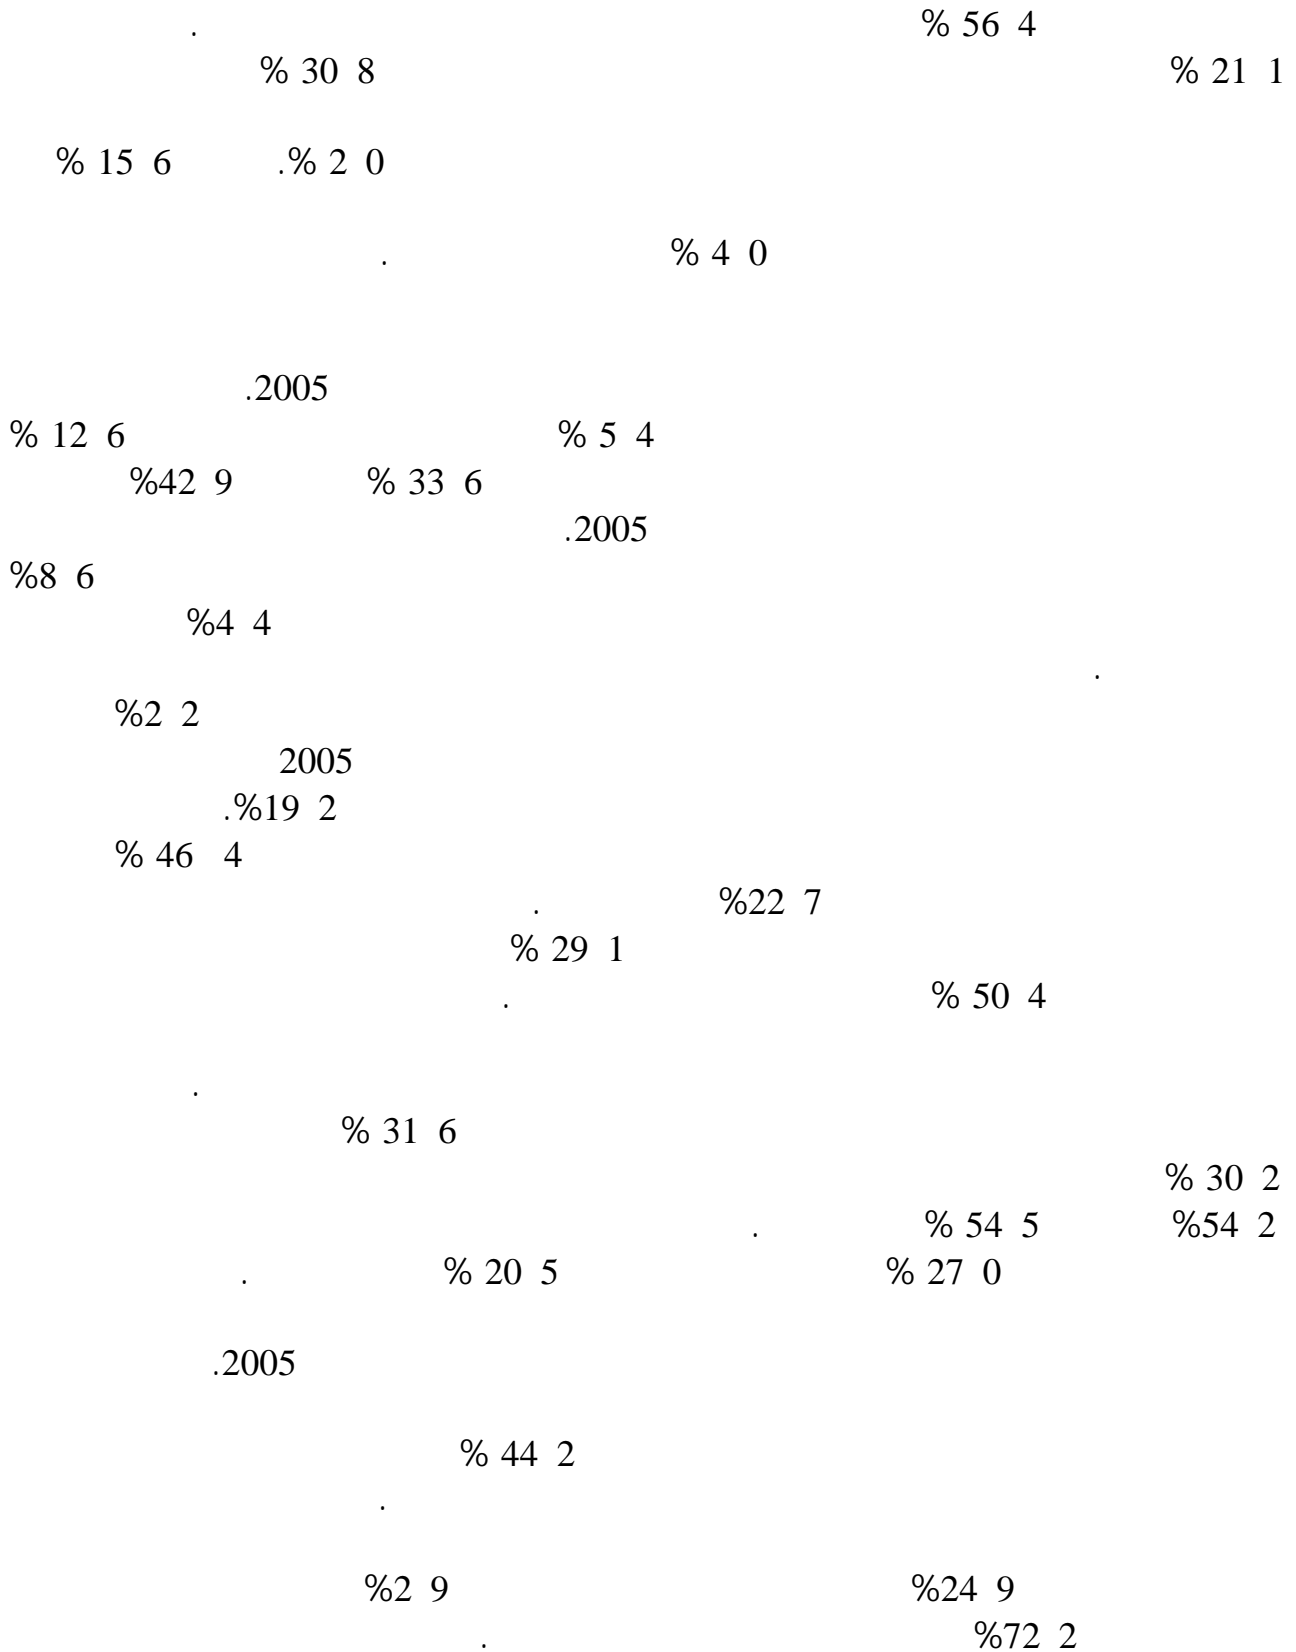 . % 56 4
% 30 8 % 21 1
% 15 6 .% 2 0
. % 4 0
.2005
% 12 6 % 5 4
%42 9 % 33 6
.2005
%8 6
%4 4
.
%2 2
2005
.%19 2
% 46 4
. %22 7
% 29 1
. % 50 4
.
% 31 6
% 30 2
. % 54 5 %54 2
. % 20 5 % 27 0
.2005
% 44 2
.
%2 9 %24 9
. %72 2